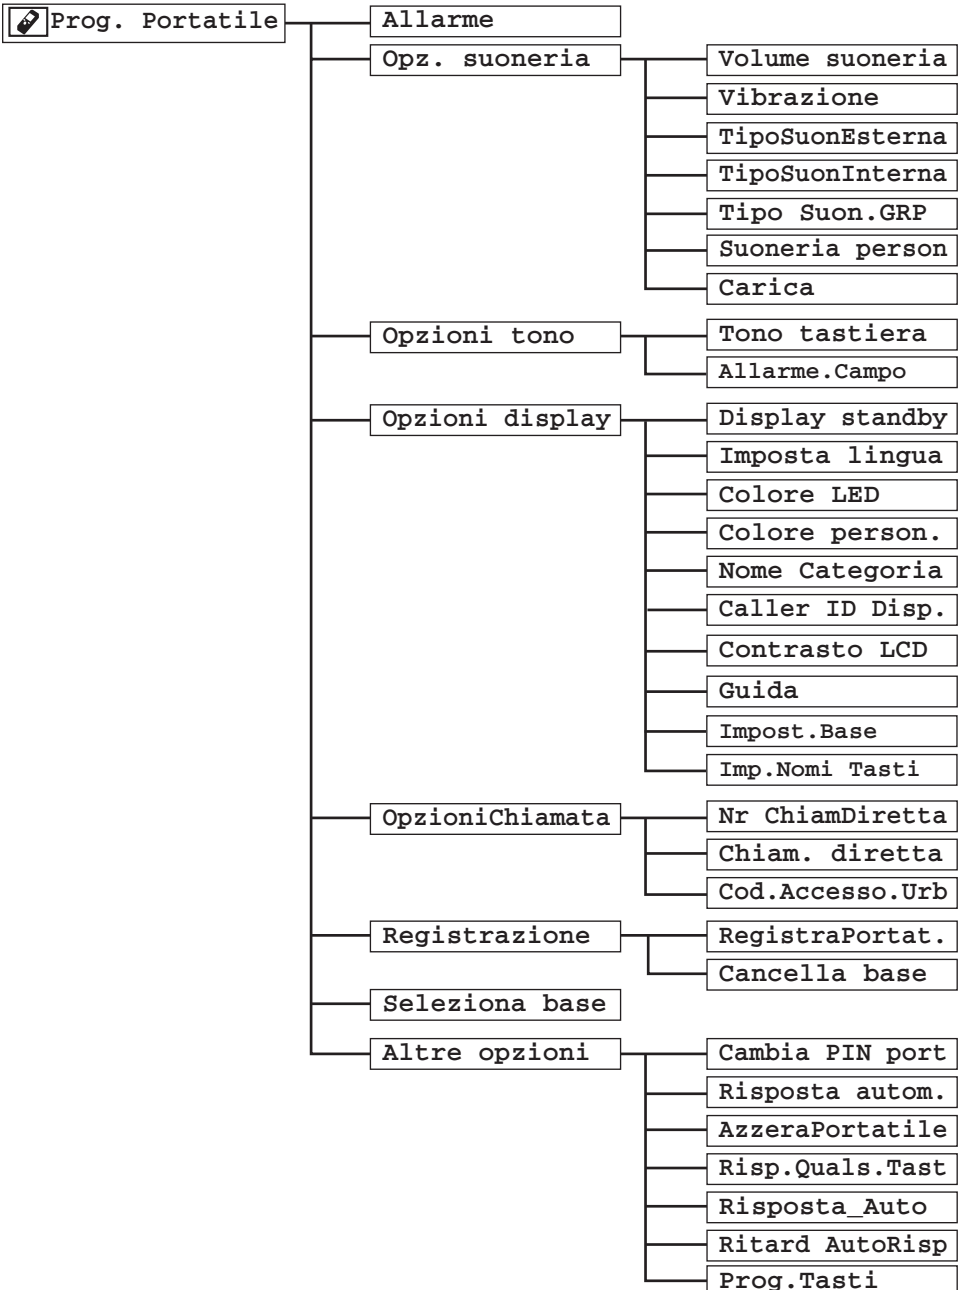 Prog. Portatile
Allarme
Opz. suoneria
Volume suoneria
Vibrazione
TipoSuonEsterna
TipoSuonInterna
Tipo Suon.GRP
Suoneria person
Carica
Opzioni tono
Tono tastiera
Allarme.Campo
Opzioni display
Display standby
Imposta lingua
Colore LED
Colore person.
Nome Categoria
Caller ID Disp.
Contrasto LCD
Guida
Impost.Base
Imp.Nomi Tasti
OpzioniChiamata
Nr ChiamDiretta
Chiam. diretta
Cod.Accesso.Urb
Registrazione
RegistraPortat.
Cancella base
Seleziona base
Altre opzioni
Cambia PIN port
Risposta autom.
AzzeraPortatile
Risp.Quals.Tast
Risposta_Auto
Ritard AutoRisp
Prog.Tasti